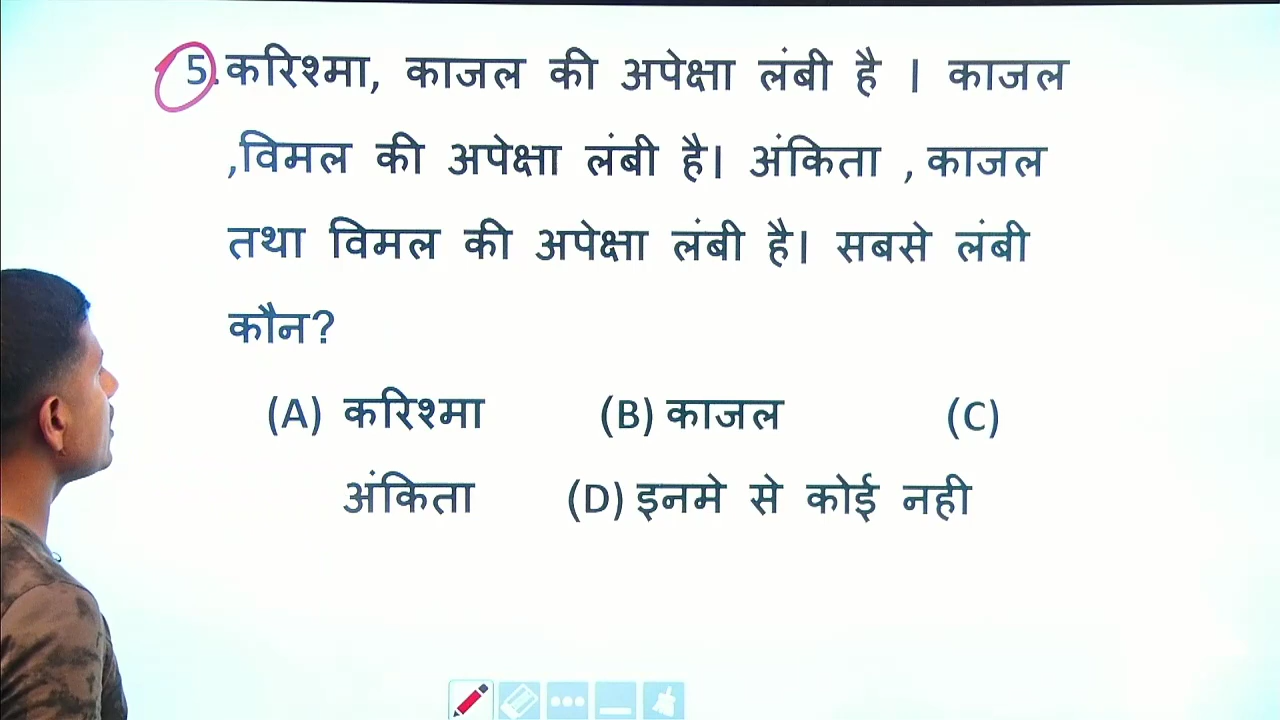 5.करिश्मा, काजल की अपेक्षा लंबी है । काजल
,विमल की अपेक्षा लंबी है। अंकिता , काजल
तथा विमल की अपेक्षा लंबी है। सबसे लंबी
कौन?
(A) करिश्मा (B) काजल (C)
अंकिता (D) इनमे से कोई नही